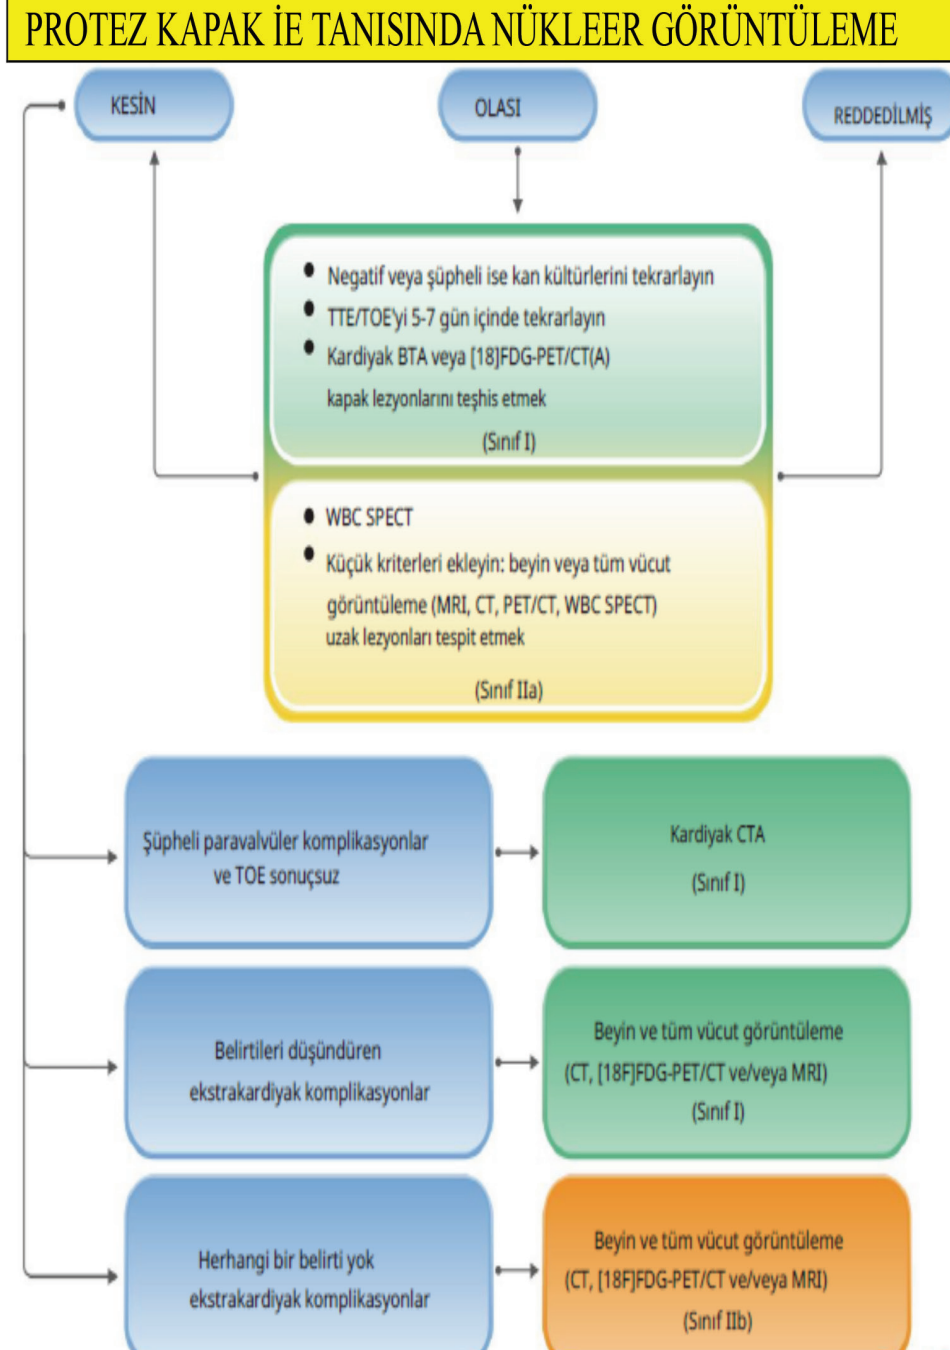 PROTEZ KAPAK İE TANISINDA NÜKLEER GÖRÜNTÜLEME
KESİN
OLASI
REDDEDİLMİŞ
Negatif veya şüpheli ise kan kültürlerini tekrarlayın
TTE/TOE'yi 5-7 gün içinde tekrarlayın
Kardiyak BTA veya [18]FDG-PET/CT(A)
kapak lezyonlarını teşhis etmek
(Sınıf I)
WBC SPECT
Küçük kriterleri ekleyin: beyin veya tüm vücut
görüntüleme (MRI, CT, PET/CT, WBC SPECT)
uzak lezyonları tespit etmek
(Sınıf IIa)
Şüpheli paravalvüler komplikasyonlar
ve TOE sonuçsuz
Kardiyak CTA
(Sınıf I)
Belirtileri düşündüren
ekstrakardiyak komplikasyonlar
Beyin ve tüm vücut görüntüleme
(CT, [18F]FDG-PET/CT ve/veya MRI)
(Sınıf I)
Herhangi bir belirti yok
ekstrakardiyak komplikasyonlar
Beyin ve tüm vücut görüntüleme
(CT, [18F]FDG-PET/CT ve/veya MRI)
(Sınıf IIb)